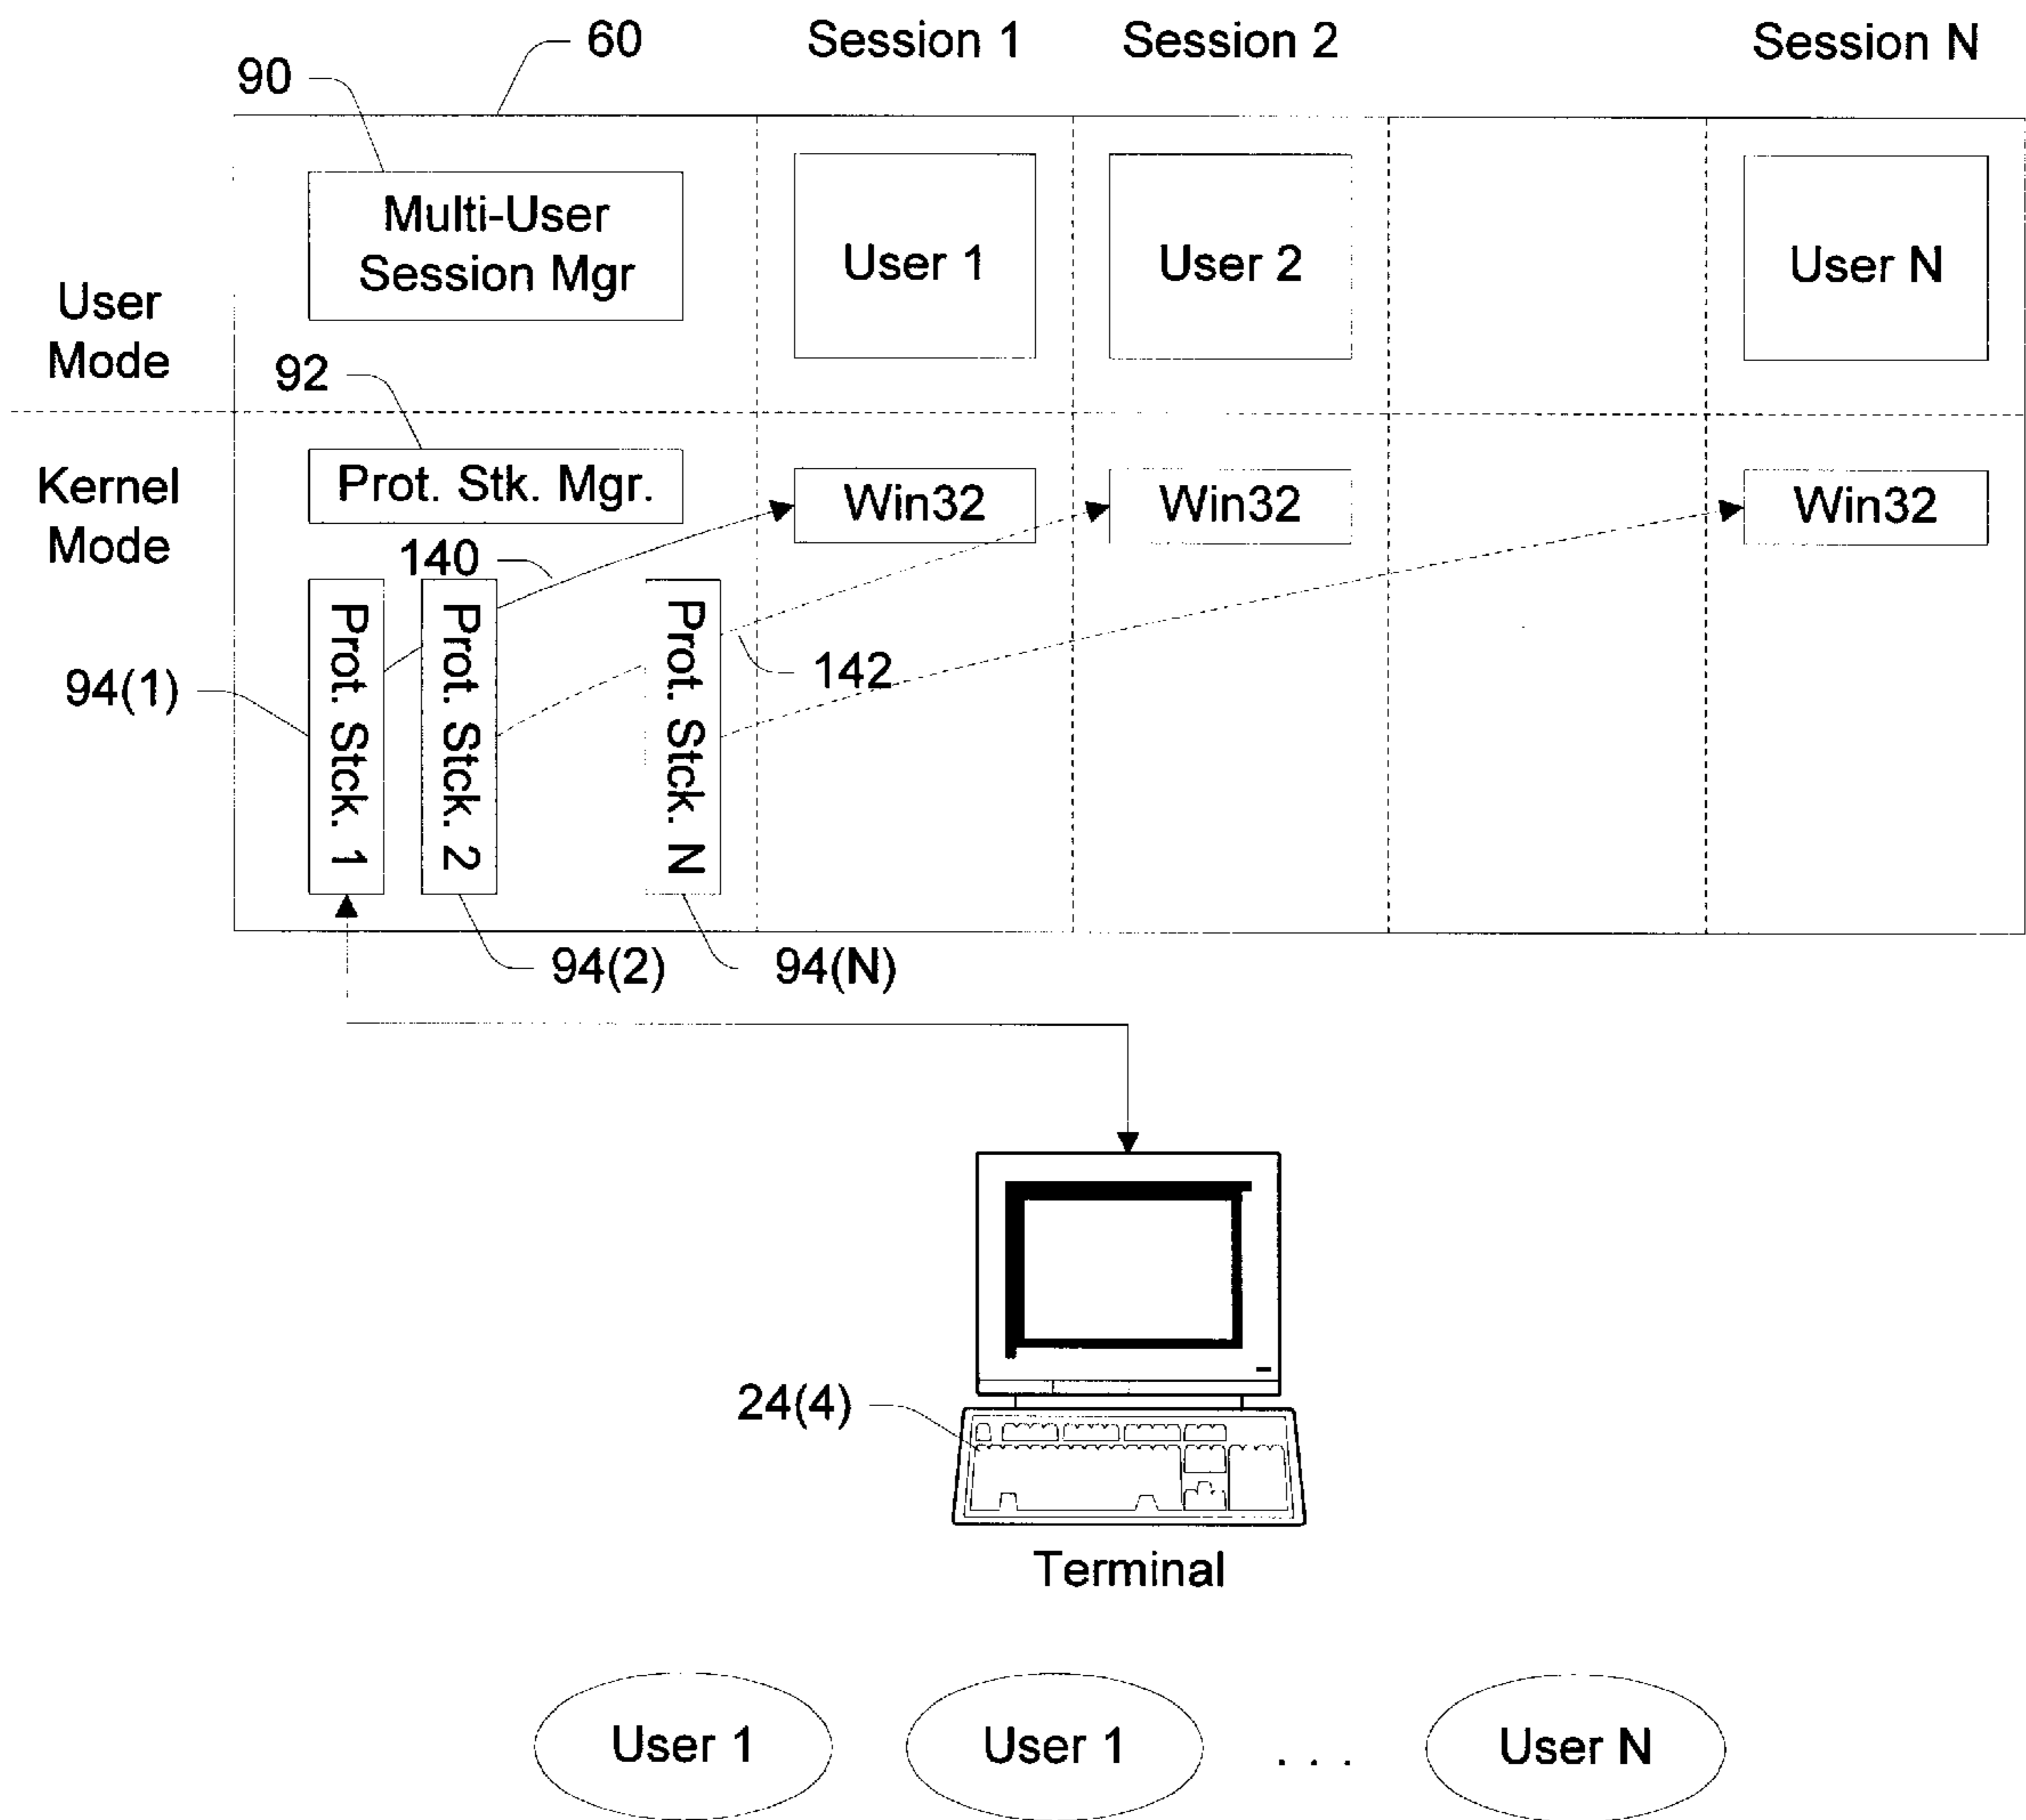 60
Session 1
Session 2
Session N
90
Multi-User
Session Mgr
User 1
User 2
User N
User
Mode
92
Kernel
Mode
Prot. Stk. Mgr.
Win32
Win32
Win32
140
Prot. Stck. 1
Prot. Stck. 2
Prot. Stck. N
142
94(1)
94(2)
94(N)
24(4)
Terminal
User 1
User 1
. . .
User N